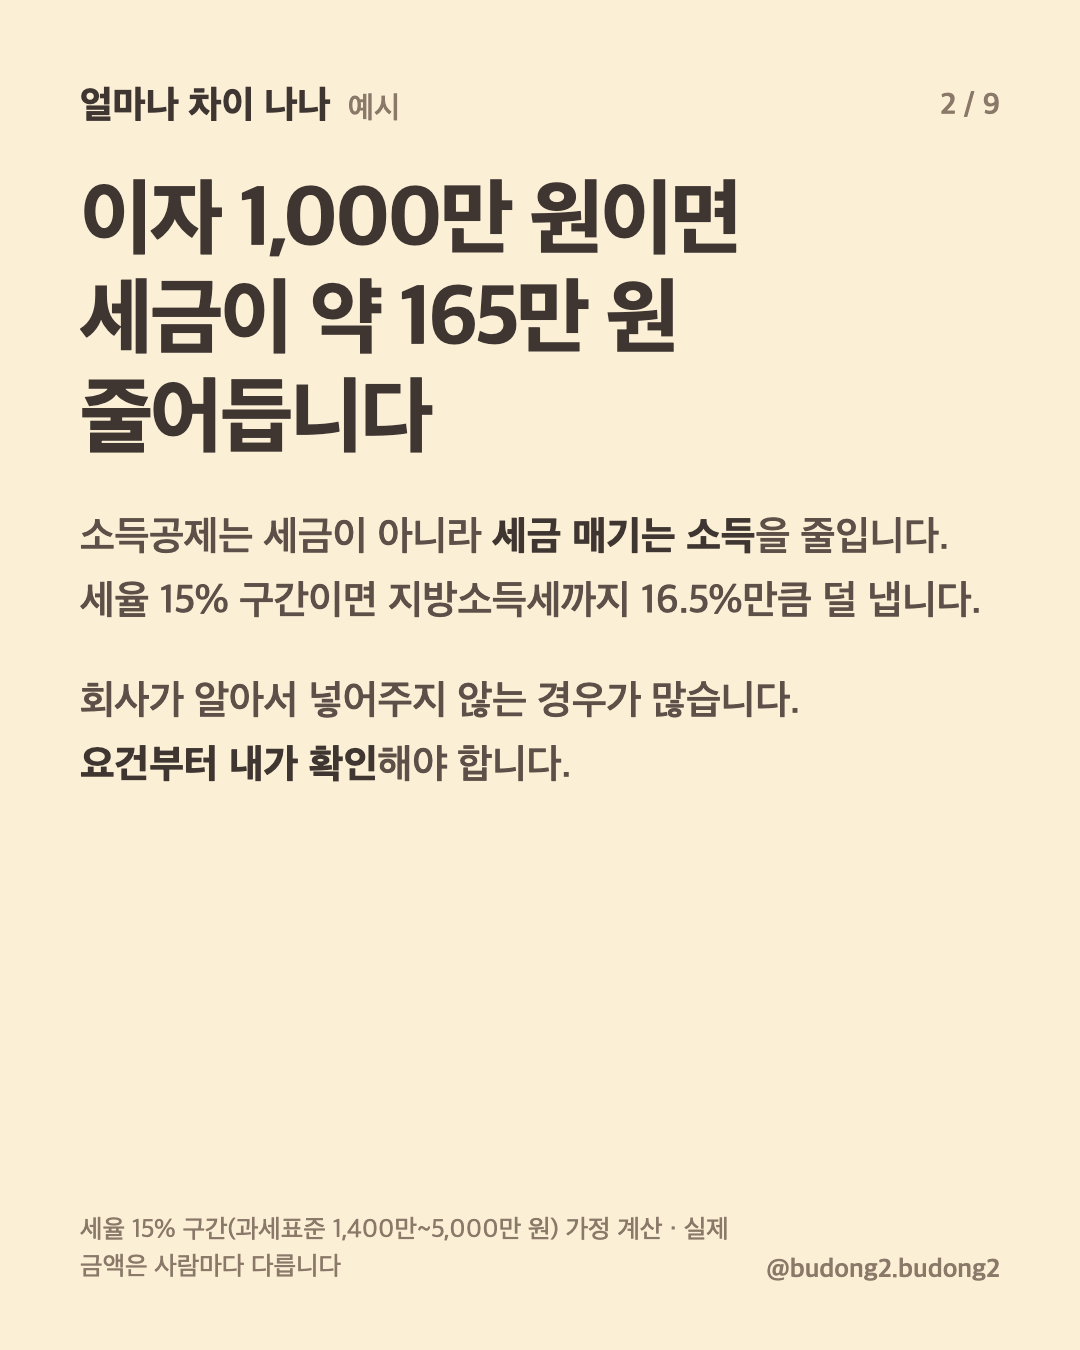 얼마나 차이 나나 예시
2 / 9
이자 1,000만 원이면
세금이 약 165만 원
줄어듭니다
소득공제는 세금이 아니라 세금 매기는 소득을 줄입니다.
세율 15% 구간이면 지방소득세까지 16.5%만큼 덜 냅니다.
회사가 알아서 넣어주지 않는 경우가 많습니다.
요건부터 내가 확인해야 합니다.
세율 15% 구간(과세표준 1,400만~5,000만 원) 가정 계산 · 실제
금액은 사람마다 다릅니다
@budong2.budong2